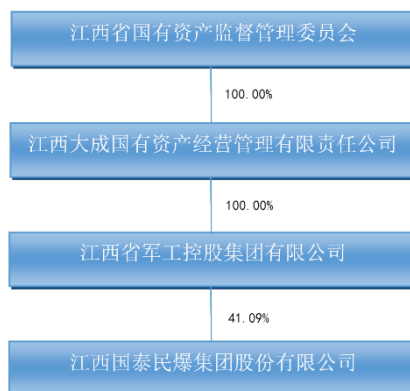 江西省国有资产监督管理委员会
100.00%
江西大成国有资产经营管理有限责任公司
100.00%
江西省军工控股集团有限公司
41.09%
江西国泰民爆集团股份有限公司